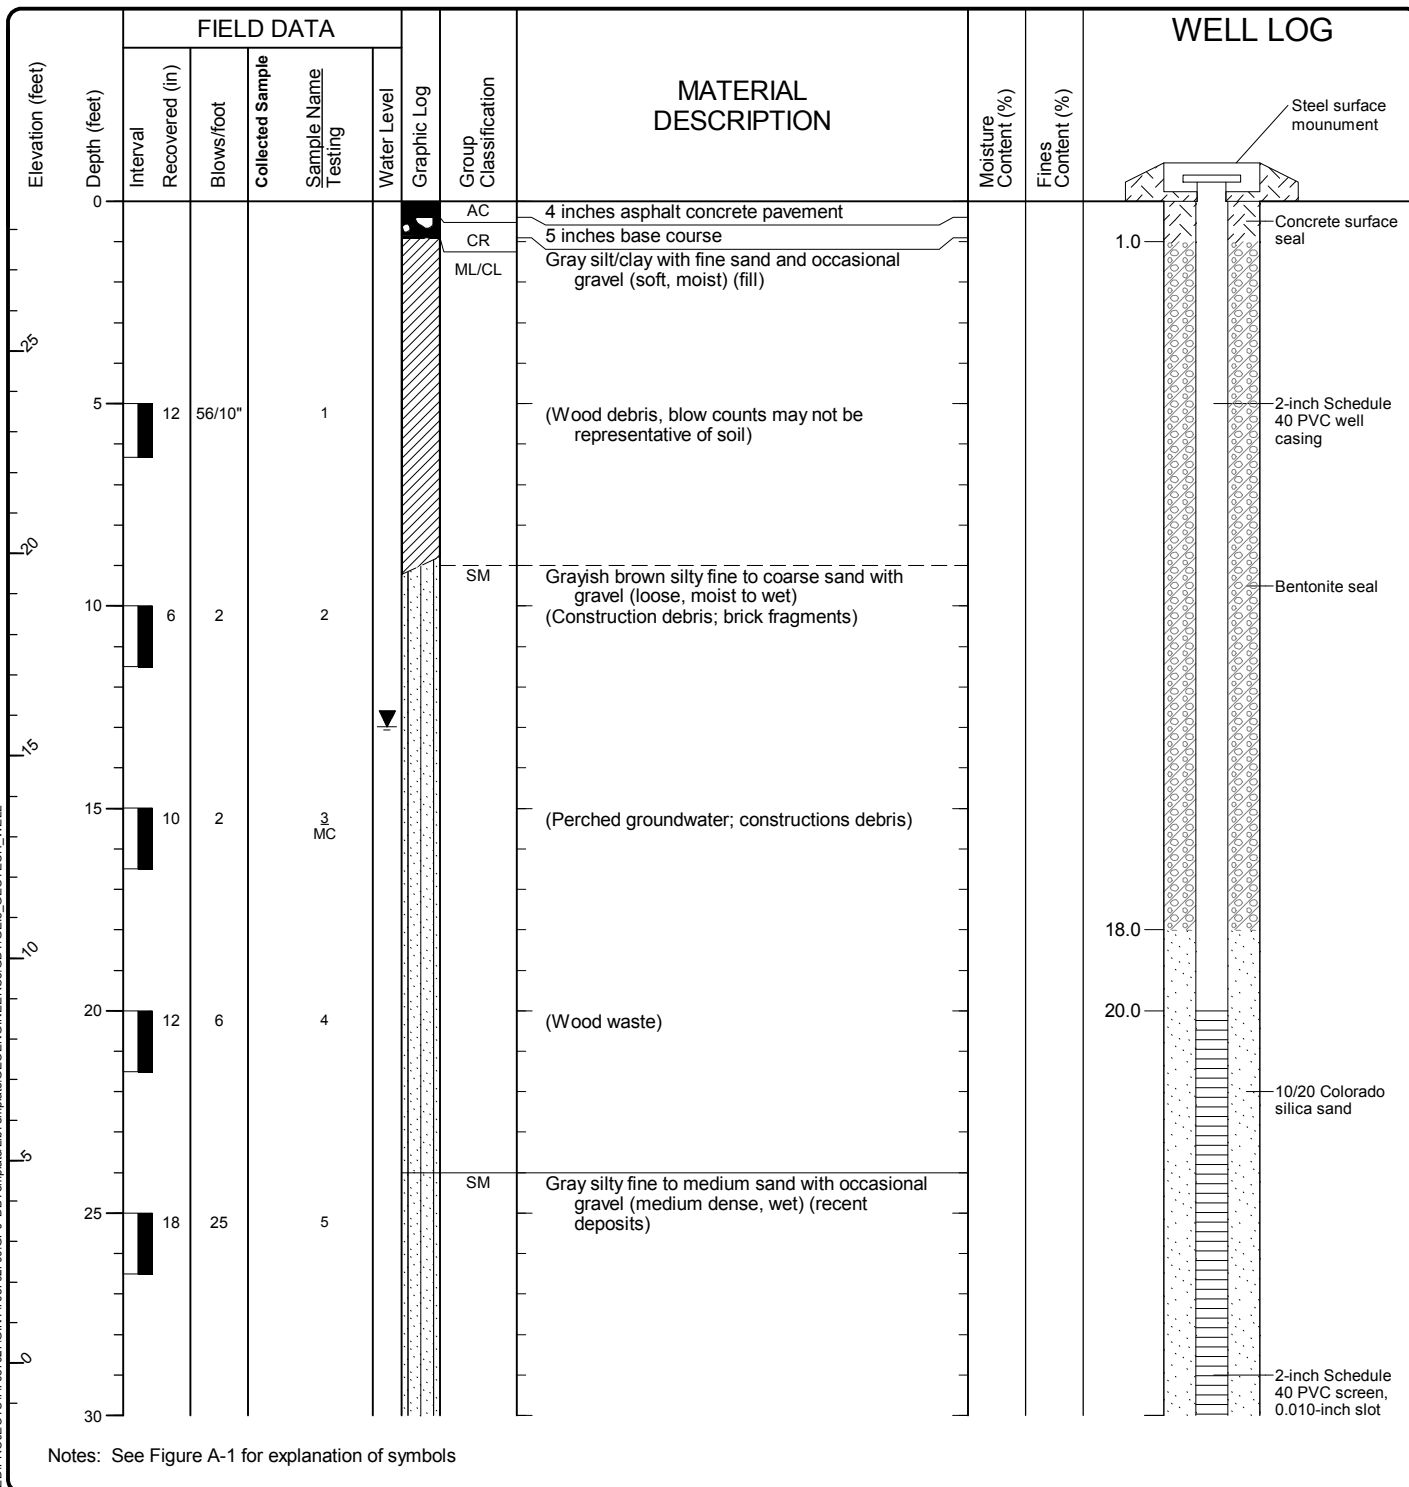 FIELD DATA
WELL LOG
Elevation (feet)
Depth (feet)
Interval
Recovered (in)
Blows/foot
Collected Sample
Sample Name
Testing
Water Level
Graphic Log
Group
Classification
MATERIAL
DESCRIPTION
Moisture
Content (%)
Fines
Content (%)
Steel surface
mounument
0
AC
4 inches asphalt concrete pavement
Concrete surface
seal
CR
5 inches base course
1.0
ML/CL
Gray silt/clay with fine sand and occasional
gravel (soft, moist) (fill)
25
5
12
56/10"
1
(Wood debris, blow counts may not be
representative of soil)
2-inch Schedule
40 PVC well
casing
20
SM
Grayish brown silty fine to coarse sand with
gravel (loose, moist to wet)
Bentonite seal
10
6
2
2
(Construction debris; brick fragments)
15
15
10
2
3
MC
(Perched groundwater; constructions debris)
18.0
10
20
12
6
4
(Wood waste)
20.0
10/20 Colorado
silica sand
5
SM
Gray silty fine to medium sand with occasional
gravel (medium dense, wet) (recent
deposits)
25
18
25
5
0
2-inch Schedule
40 PVC screen,
0.010-inch slot
30
Notes: See Figure A-1 for explanation of symbols